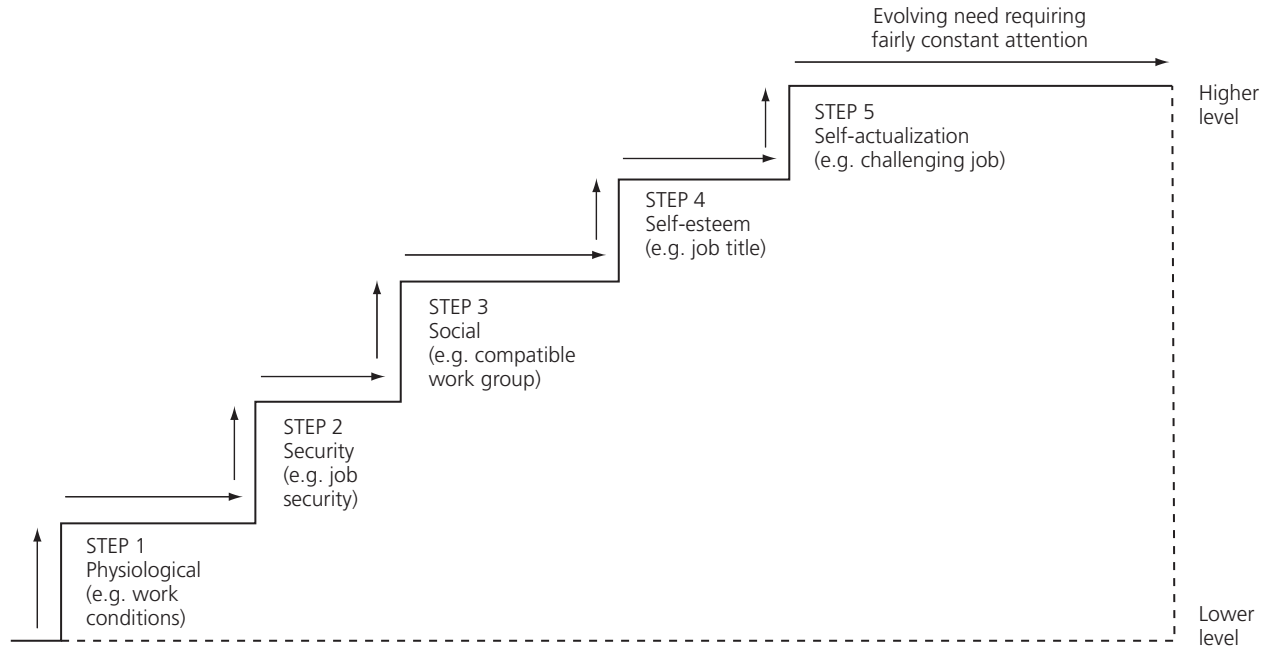 Evolving need requiring
fairly constant attention
Higher
level
STEP 5
Self-actualization
(e.g. challenging job)
STEP 4
Self-esteem
(e.g. job title)
STEP 3
Social
(e.g. compatible
work group)
STEP 2
Security
(e.g. job
security)
STEP 1
Physiological
(e.g. work
conditions)
Lower
level